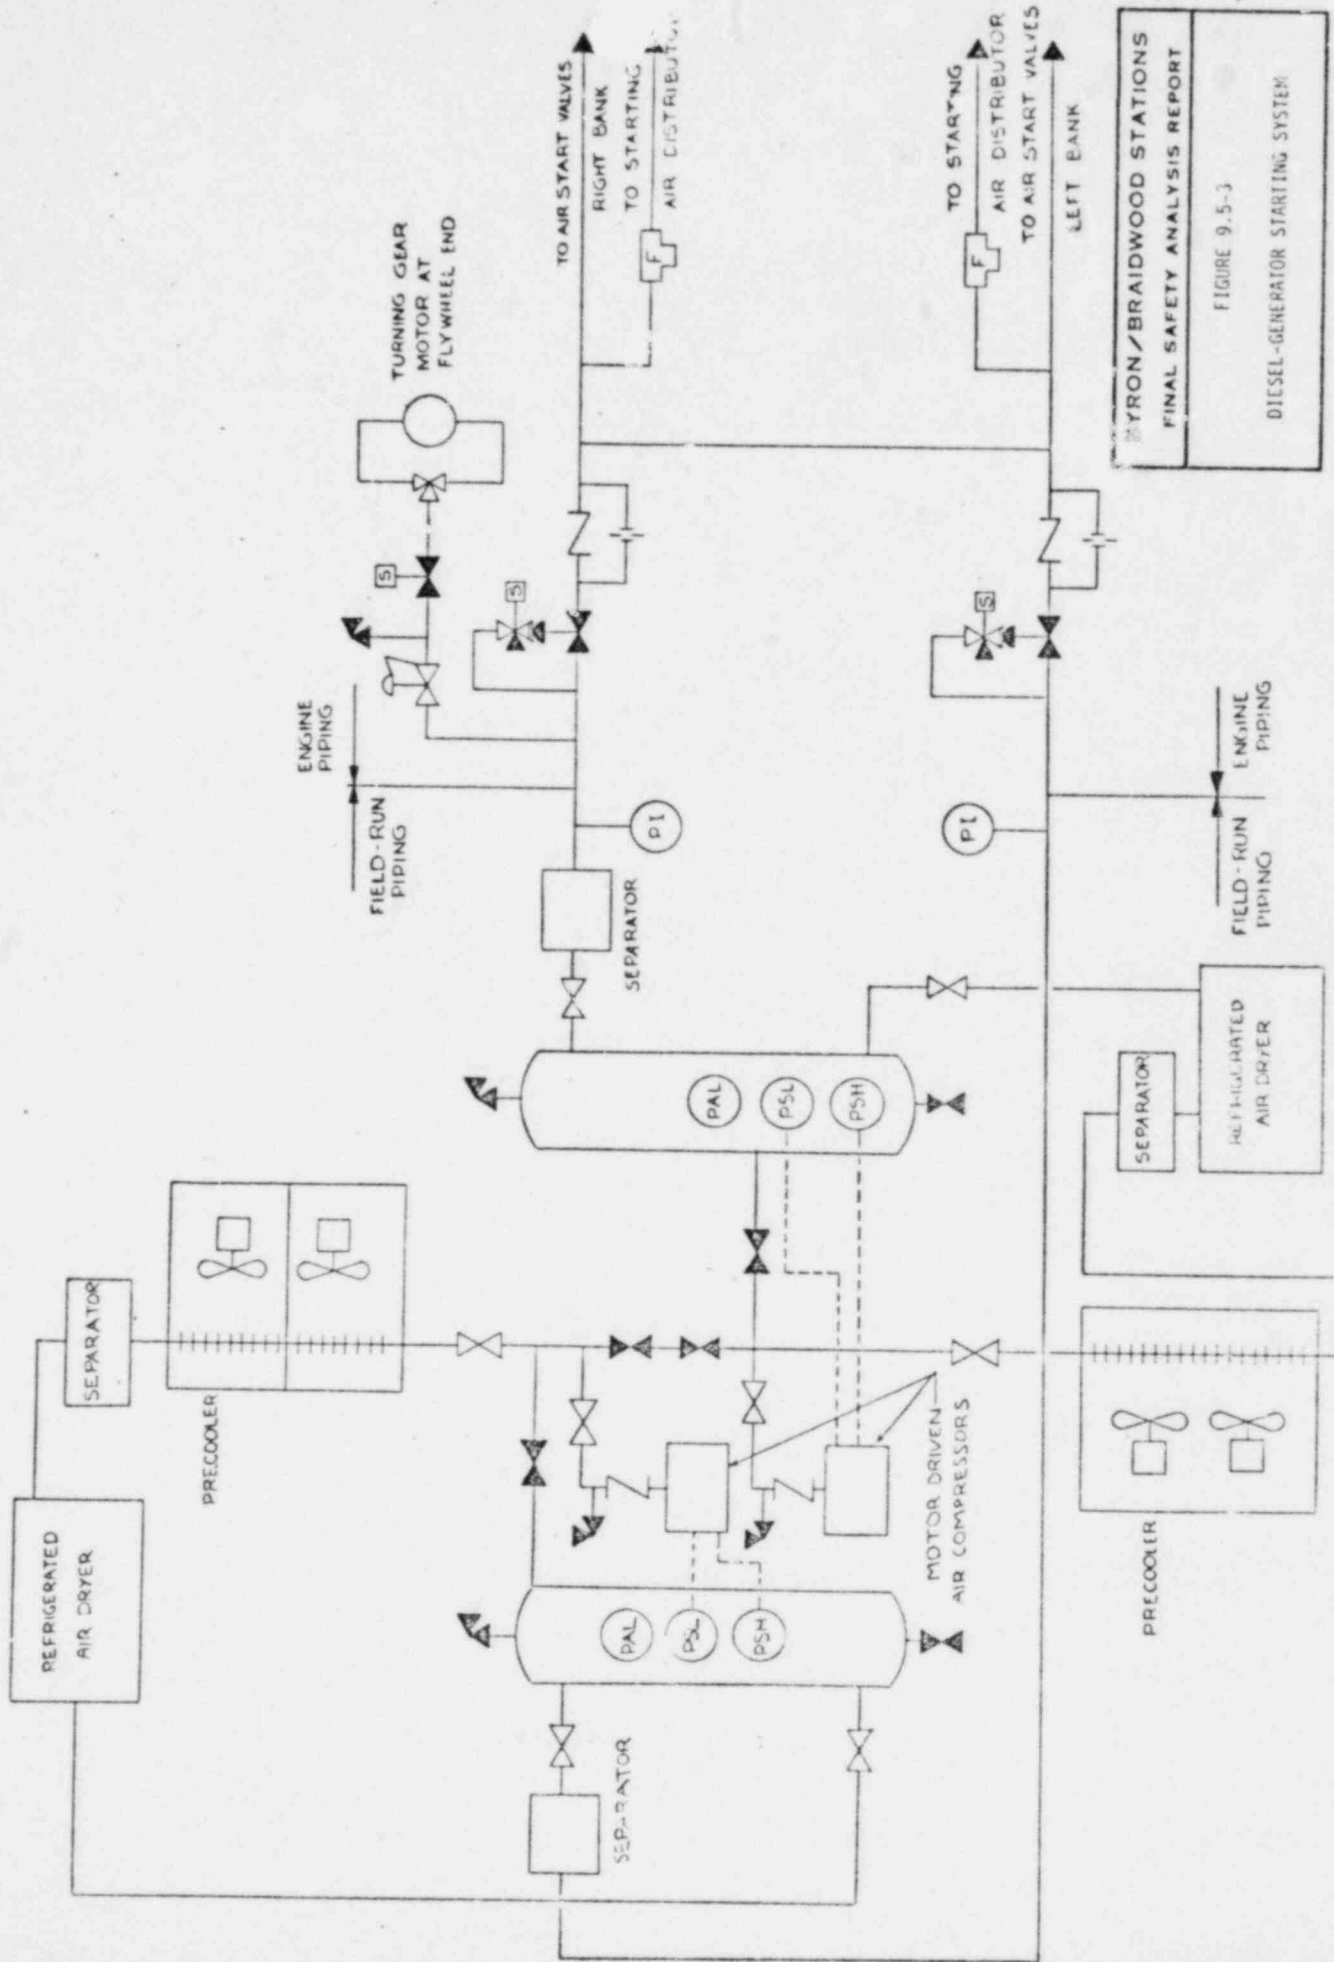 TO AIR START VALVES
RIGHT BANK
TO STARTING
AIR DISTRIBUTOR
TURNING GEAR
MOTOR AT
FLYWHEEL END
F
TO STARTING
AIR DISTRIBUTOR
TO AIR START VALVES
LEFT BANK
F
BYRON/BRAIDWOOD STATIONS
FINAL SAFETY ANALYSIS REPORT
FIGURE 9.5-3
DIESEL-GENERATOR STARTING SYSTEM
S
S
S
ENGINE
PIPING
FIELD-RUN
PIPING
PI
PI
ENGINE
PIPING
FIELD-RUN
PIPING
SEPARATOR
PAL
PSL
PSH
SEPARATOR
REFRIGERATED
AIR DRYER
SEPARATOR
PRECOOLER
MOTOR DRIVEN
AIR COMPRESSORS
PRECOOLER
REFRIGERATED
AIR DRYER
PAL
PSL
PSH
SEPARATOR